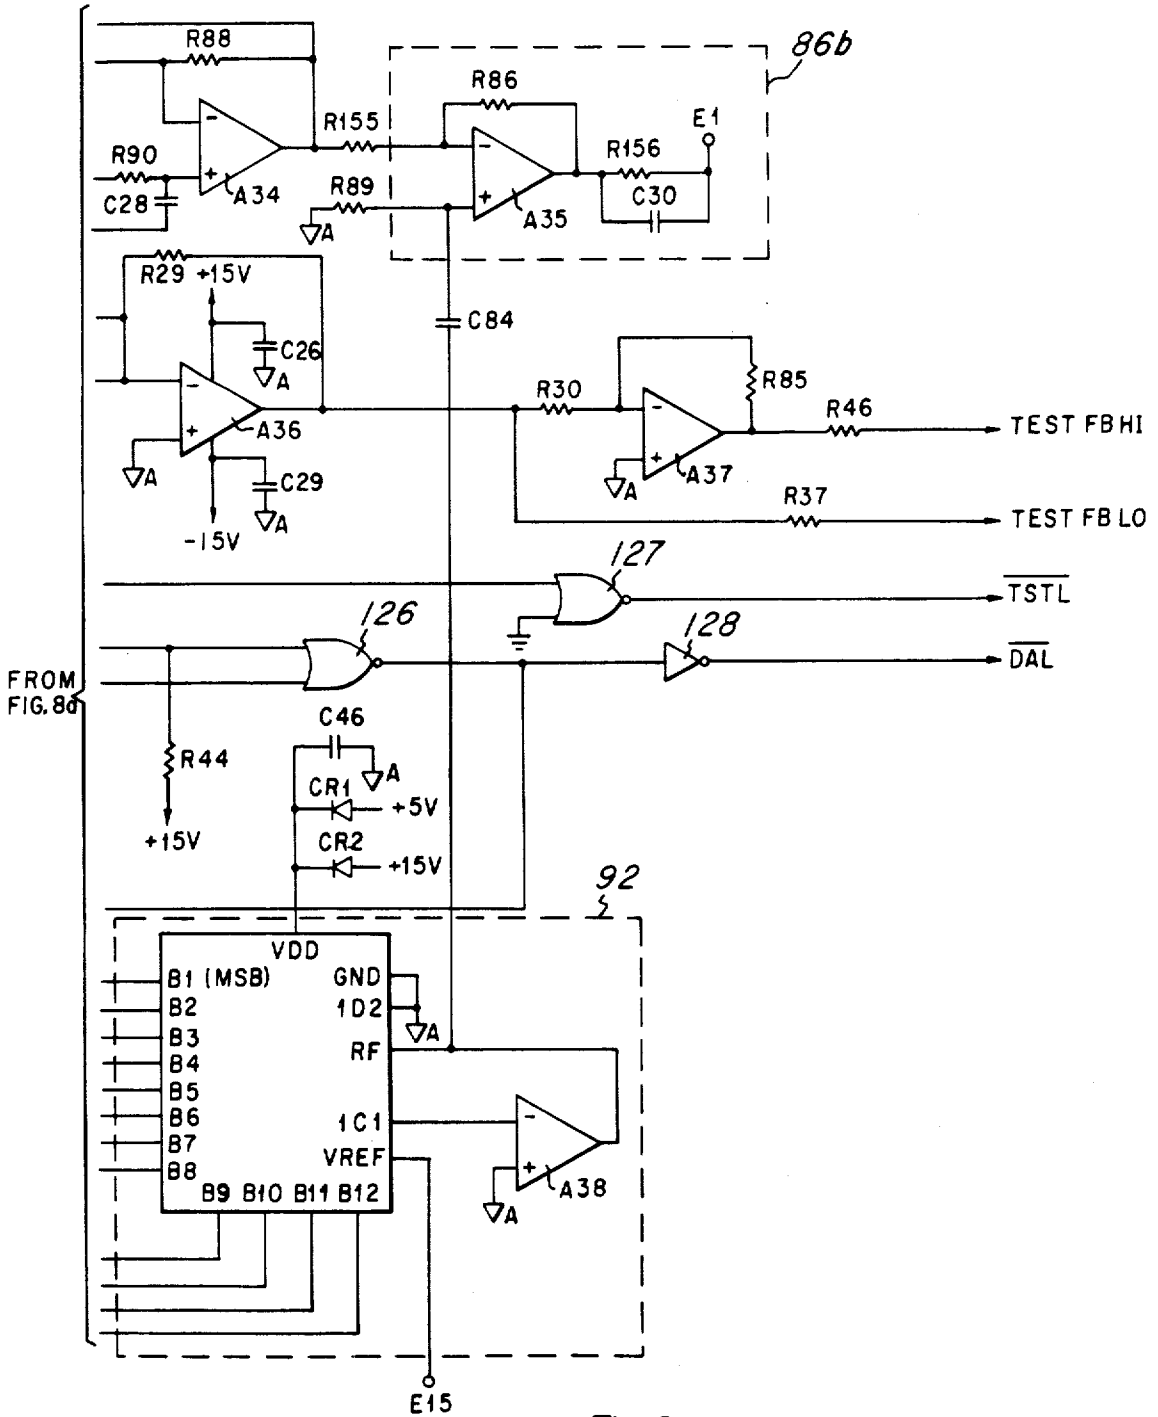 86b
R88
R86
E1
R155
R156
R90
R89
C30
C28
A34
A35
A
R29 +15V
C84
C26
A
R85
R30
R46
A36
TEST FB HI
A
A37
C29
A
R37
A
-15V
TEST FB LO
127
TSTL
126
128
DAL
FROM
FIG. 8a
C46
R44
A
CR1
+5V
+15V
CR2
+15V
92
VDD
B1 (MSB)
GND
B2
1D2
B3
A
B4
RF
B5
B6
1C1
B7
VREF
B8
B9 B10 B11 B12
A38
A
E15